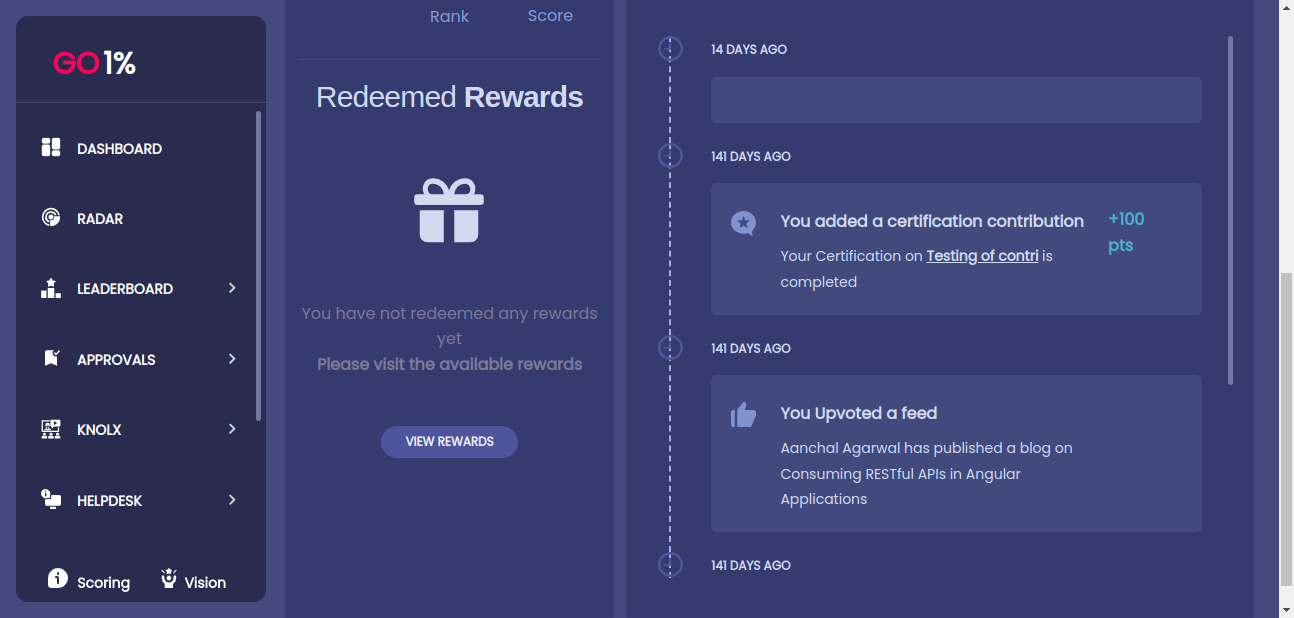 GO 1%
DASHBOARD
RADAR
LEADERBOARD
APPROVALS
KNOLX
HELPDESK
Scoring
Vision
Rank
Score
Redeemed Rewards
You have not redeemed any rewards
yet
Please visit the available rewards
VIEW REWARDS
14 DAYS AGO
141 DAYS AGO
You added a certification contribution
+100
pts
Your Certification on Testing of contri is
completed
141 DAYS AGO
You Upvoted a feed
Aanchal Agarwal has published a blog on
Consuming RESTful APIs in Angular
Applications
141 DAYS AGO